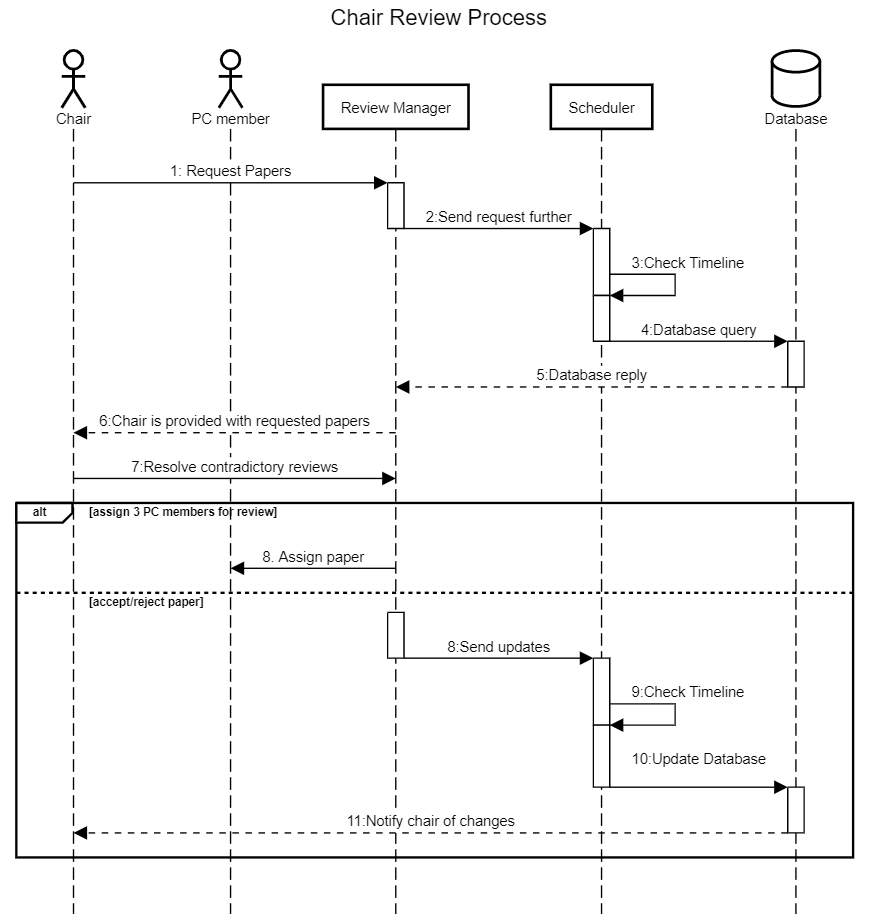 Chair Review Process
Chair
PC member
Review Manager
Scheduler
Database
1: Request Papers
2:Send request further
3:Check Timeline
4:Database query
5:Database reply
6:Chair is provided with requested papers
7:Resolve contradictory reviews
alt
[assign 3 PC members for review]
8. Assign paper
[accept/reject paper]
8:Send updates
9:Check Timeline
10:Update Database
11:Notify chair of changes